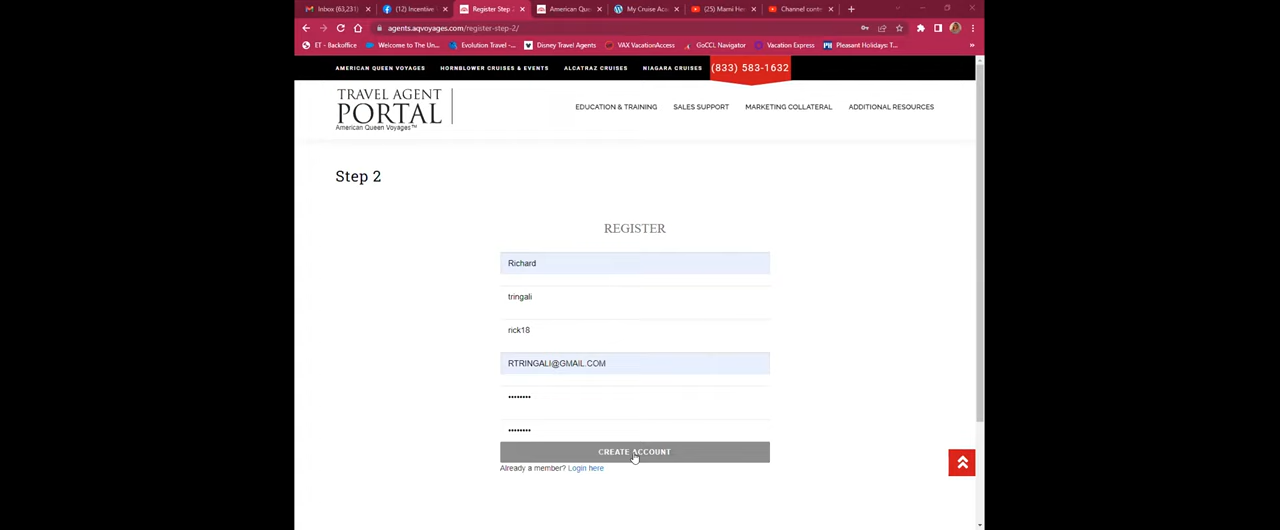 Inbox (63,231)
(12) Incentive
Register Step 2
American Que
My Cruise Aca
(25) Marni He
Channel cont
agents.aqvoyages.com/register-step-2/
ET - Backoffice
Welcome to The Un...
Evolution Travel -...
Disney Travel Agents
VAX VacationAccess
GoCCL Navigator
Vacation Express
Pleasant Holidays: T...
»
AMERICAN QUEEN VOYAGES
HORNBLOWER CRUISES & EVENTS
ALCATRAZ CRUISES
NIAGARA CRUISES
(833) 583-1632
TRAVEL AGENT
PORTAL
American Queen Voyages™
EDUCATION & TRAINING
SALES SUPPORT
MARKETING COLLATERAL
ADDITIONAL RESOURCES
Step 2
REGISTER
Richard
tringali
rick18
RTRINGALI@GMAIL.COM
••••••••
••••••••
CREATE ACCOUNT
Already a member? Login here